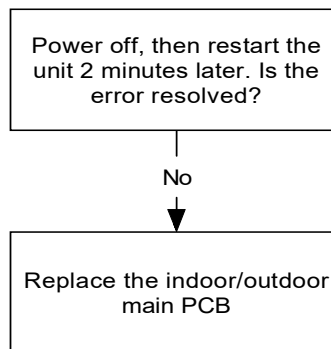 Power off, then restart the
unit 2 minutes later. Is the
error resolved?
No
Replace the indoor/outdoor
main PCB